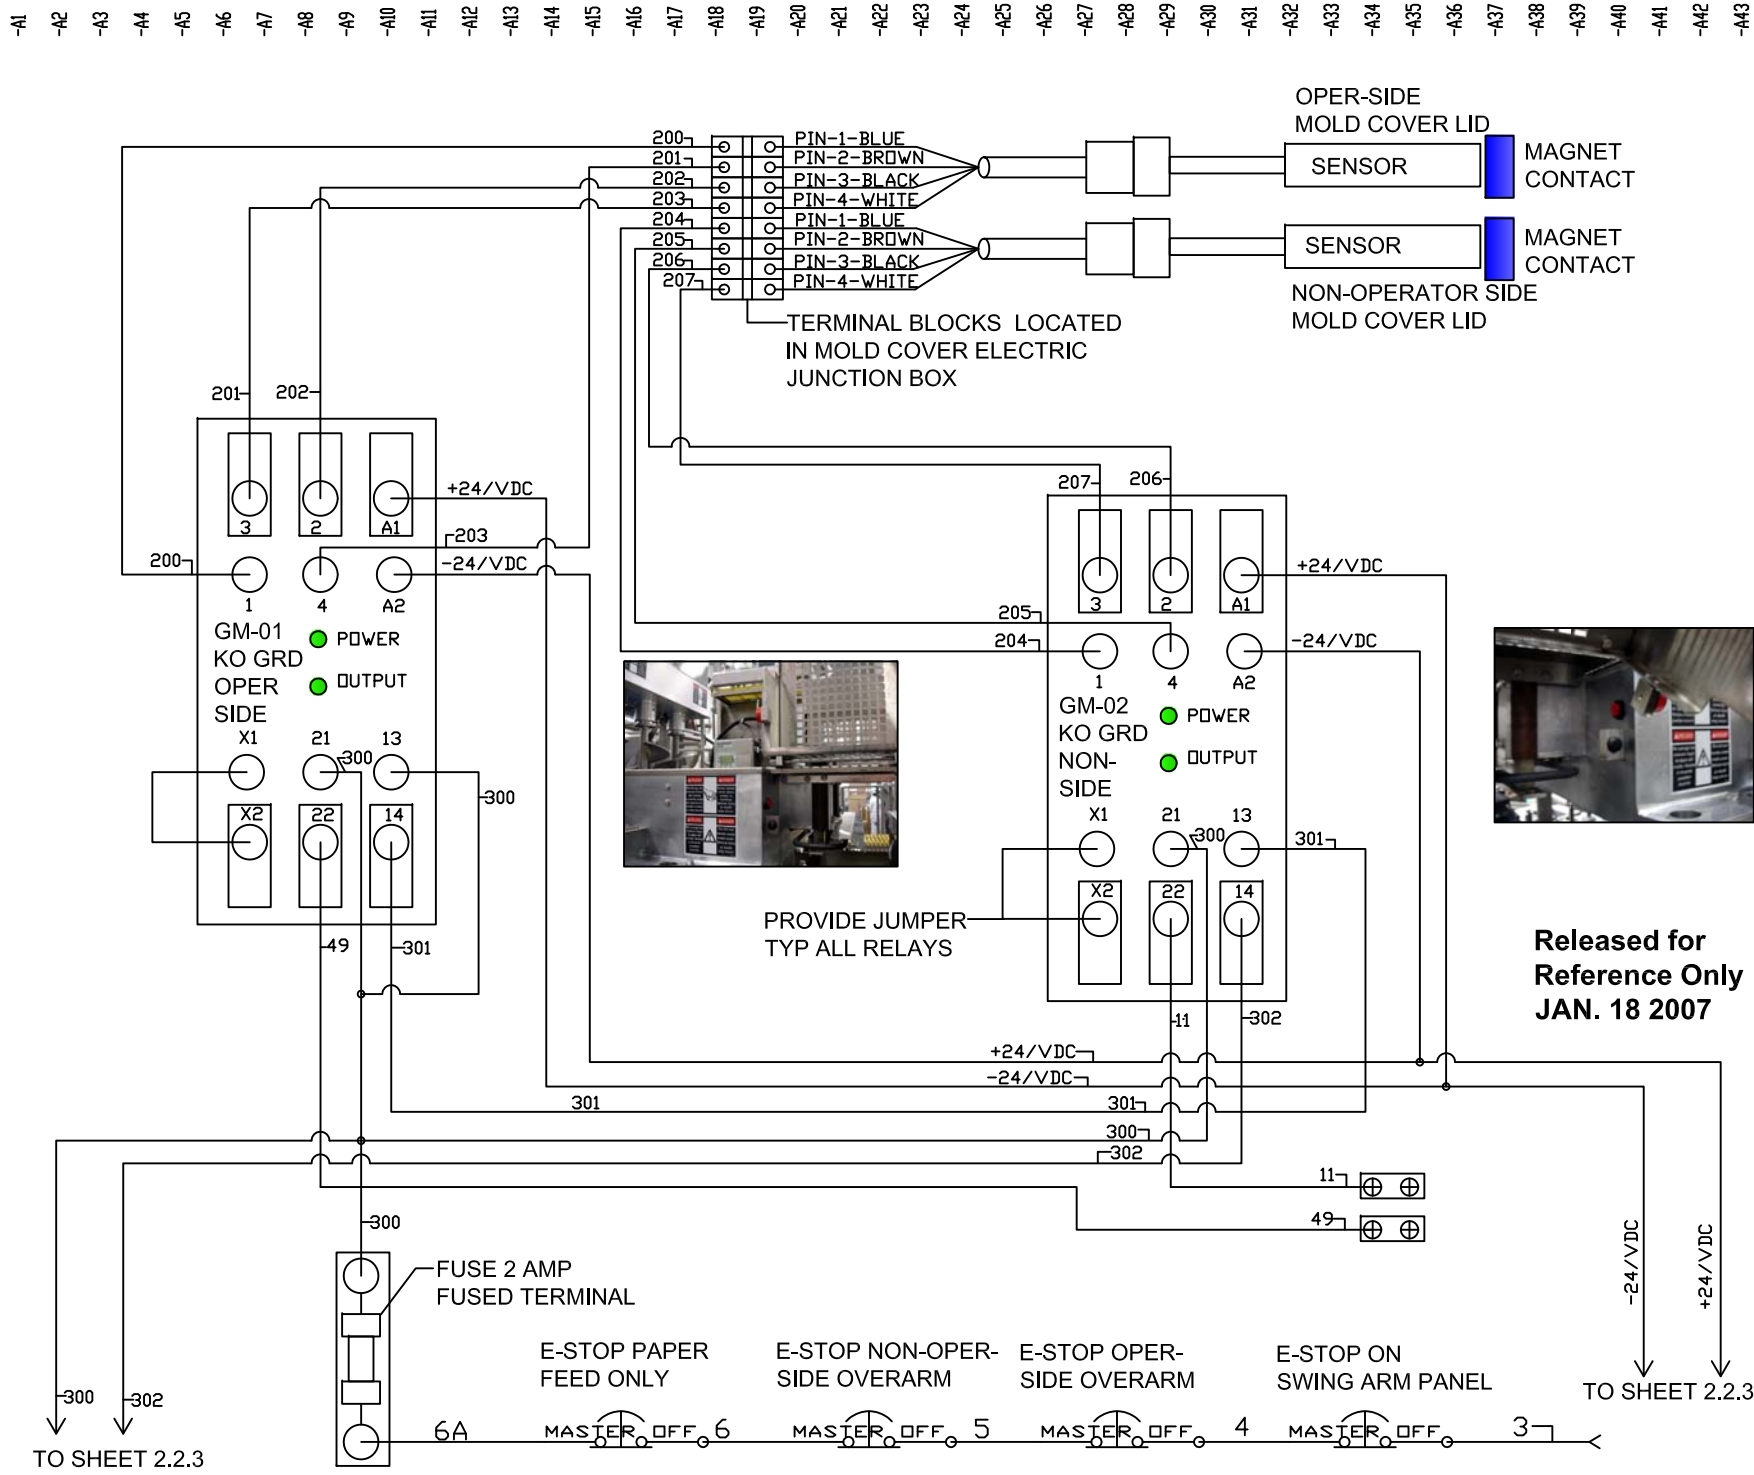 -A1 -A2 -A3 -A4 -A5 -A6 -A7 -A8 -A9 -A10 -A11 -A12 -A13 -A14 -A15 -A16 -A17 -A18 -A19 -A20 -A21 -A22 -A23 -A24 -A25 -A26 -A27 -A28 -A29 -A30 -A31 -A32 -A33 -A34 -A35 -A36 -A37 -A38 -A39 -A40 -A41 -A42 -A43
OPER-SIDE
MOLD COVER LID
SENSOR
MAGNET
CONTACT
200 PIN-1-BLUE
201 PIN-2-BROWN
202 PIN-3-BLACK
203 PIN-4-WHITE
204 PIN-1-BLUE
205 PIN-2-BROWN
206 PIN-3-BLACK
207 PIN-4-WHITE
SENSOR
MAGNET
CONTACT
NON-OPERATOR SIDE
MOLD COVER LID
TERMINAL BLOCKS LOCATED
IN MOLD COVER ELECTRIC
JUNCTION BOX
201 202
+24/VDC
3 2 A1
203
200
-24/VDC
1 4 A2
GM-01
KO GRD
OPER
SIDE
POWER
OUTPUT
X1 21 13
300
300
X2 22 14
49 301
207 206
3 2 A1
+24/VDC
205
204
-24/VDC
1 4 A2
GM-02
KO GRD
NON-
SIDE
POWER
OUTPUT
X1 21 13
300
301
X2 22 14
PROVIDE JUMPER
TYP ALL RELAYS
11 302
Released for
Reference Only
JAN. 18 2007
+24/VDC
-24/VDC
301 301
300
302
11
49
300
FUSE 2 AMP
FUSED TERMINAL
-24/VDC
+24/VDC
TO SHEET 2.2.3
300 302
TO SHEET 2.2.3
E-STOP PAPER
FEED ONLY
E-STOP NON-OPER-
SIDE OVERARM
E-STOP OPER-
SIDE OVERARM
E-STOP ON
SWING ARM PANEL
6A MASTER OFF 6 MASTER OFF 5 MASTER OFF 4 MASTER OFF 3